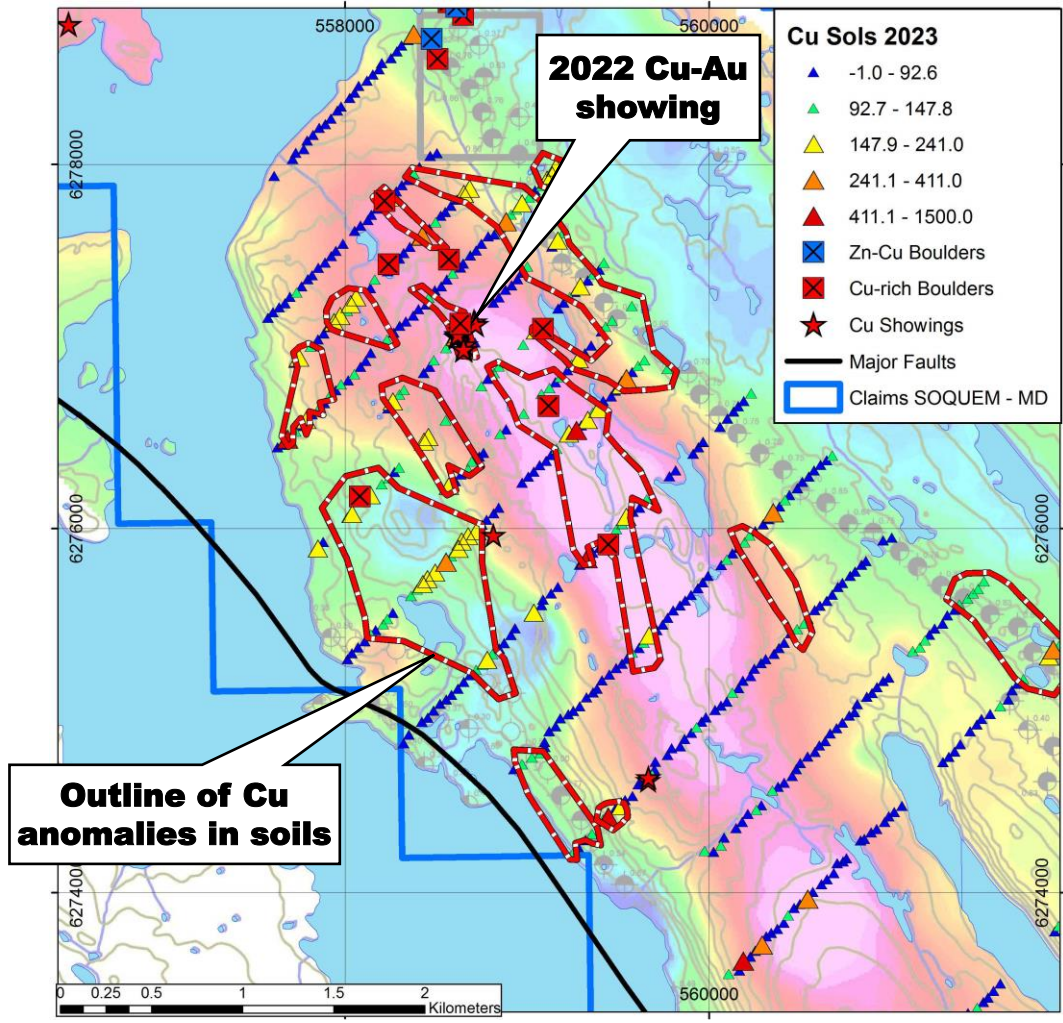 558000
560000
2022 Cu-Au
showing
Cu Sols 2023
-1.0 - 92.6
92.7 - 147.8
147.9 - 241.0
241.1 - 411.0
411.1 - 1500.0
Zn-Cu Boulders
Cu-rich Boulders
Cu Showings
Major Faults
Claims SOQUEM - MD
6278000
6278000
6276000
6276000
Outline of Cu
anomalies in soils
6274000
6274000
0 0.25 0.5 1 1.5 2
Kilometers
560000